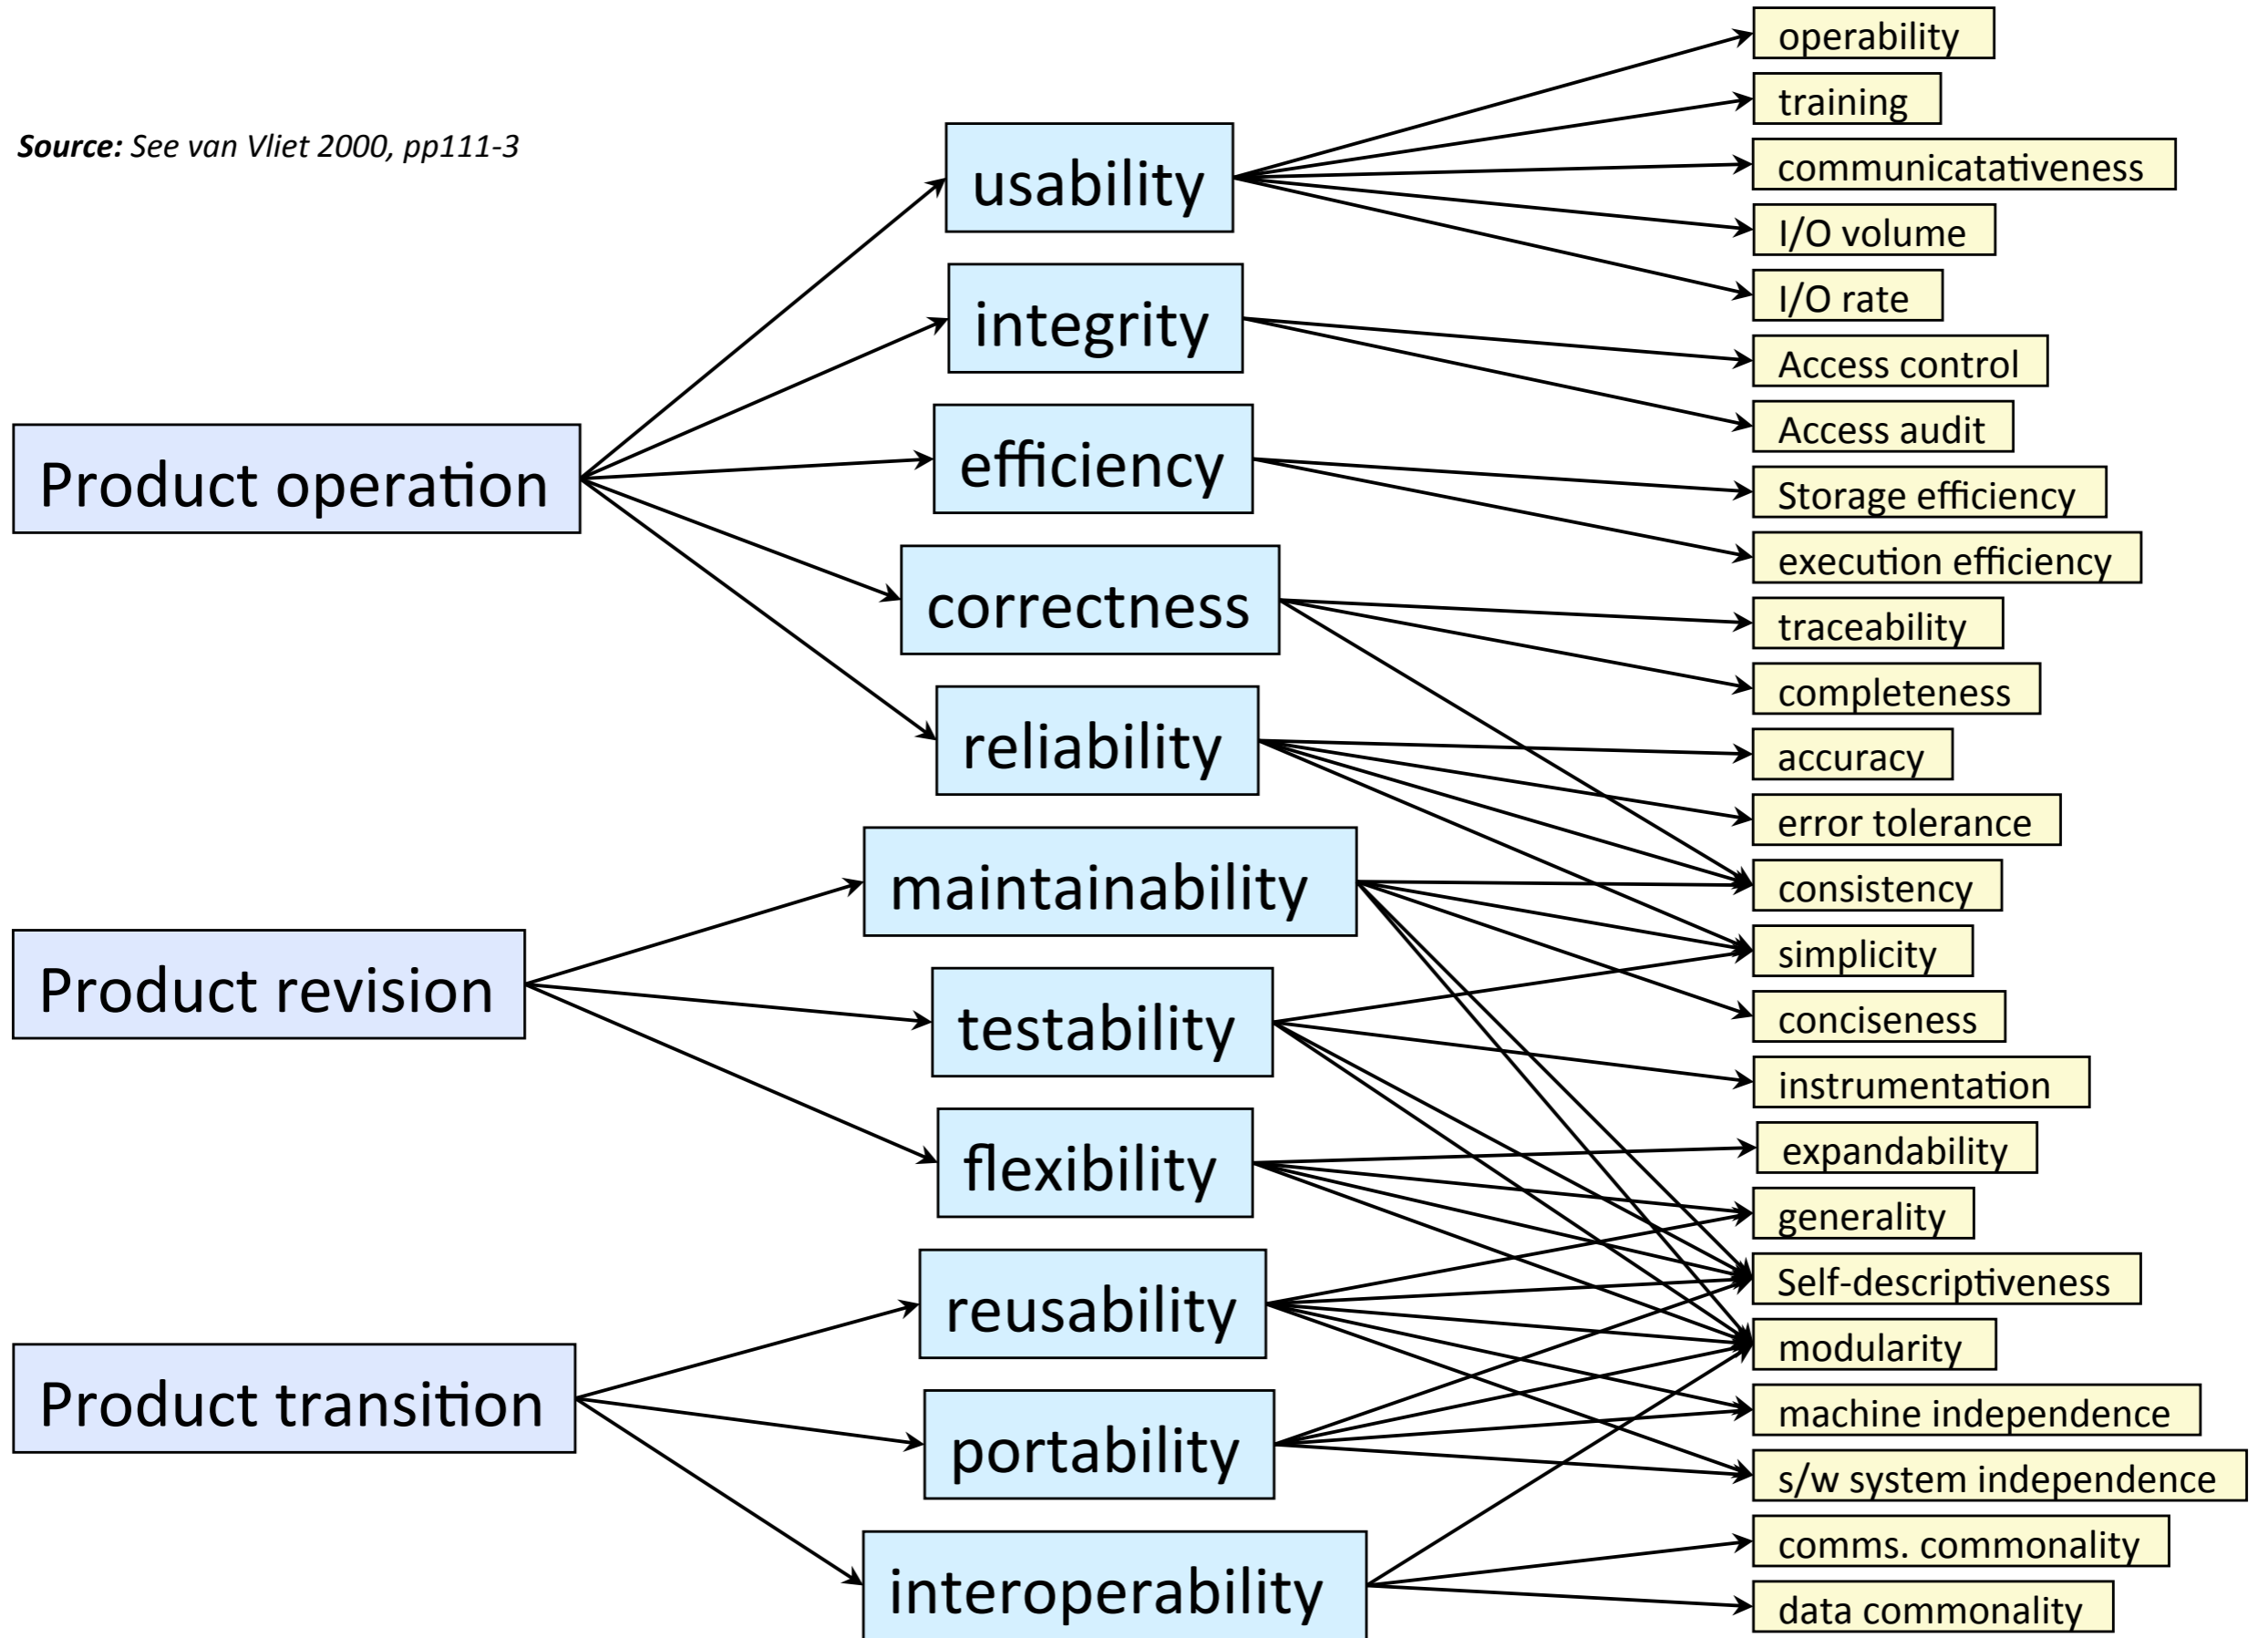 Source: See van Vliet 2000, pp111-3
Product operation
Product revision
Product transition
usability
integrity
efficiency
correctness
reliability
maintainability
testability
flexibility
reusability
portability
interoperability
operability
training
communicatativeness
I/O volume
I/O rate
Access control
Access audit
Storage efficiency
execution efficiency
traceability
completeness
accuracy
error tolerance
consistency
simplicity
conciseness
instrumentation
expandability
generality
Self-descriptiveness
modularity
machine independence
s/w system independence
comms. commonality
data commonality